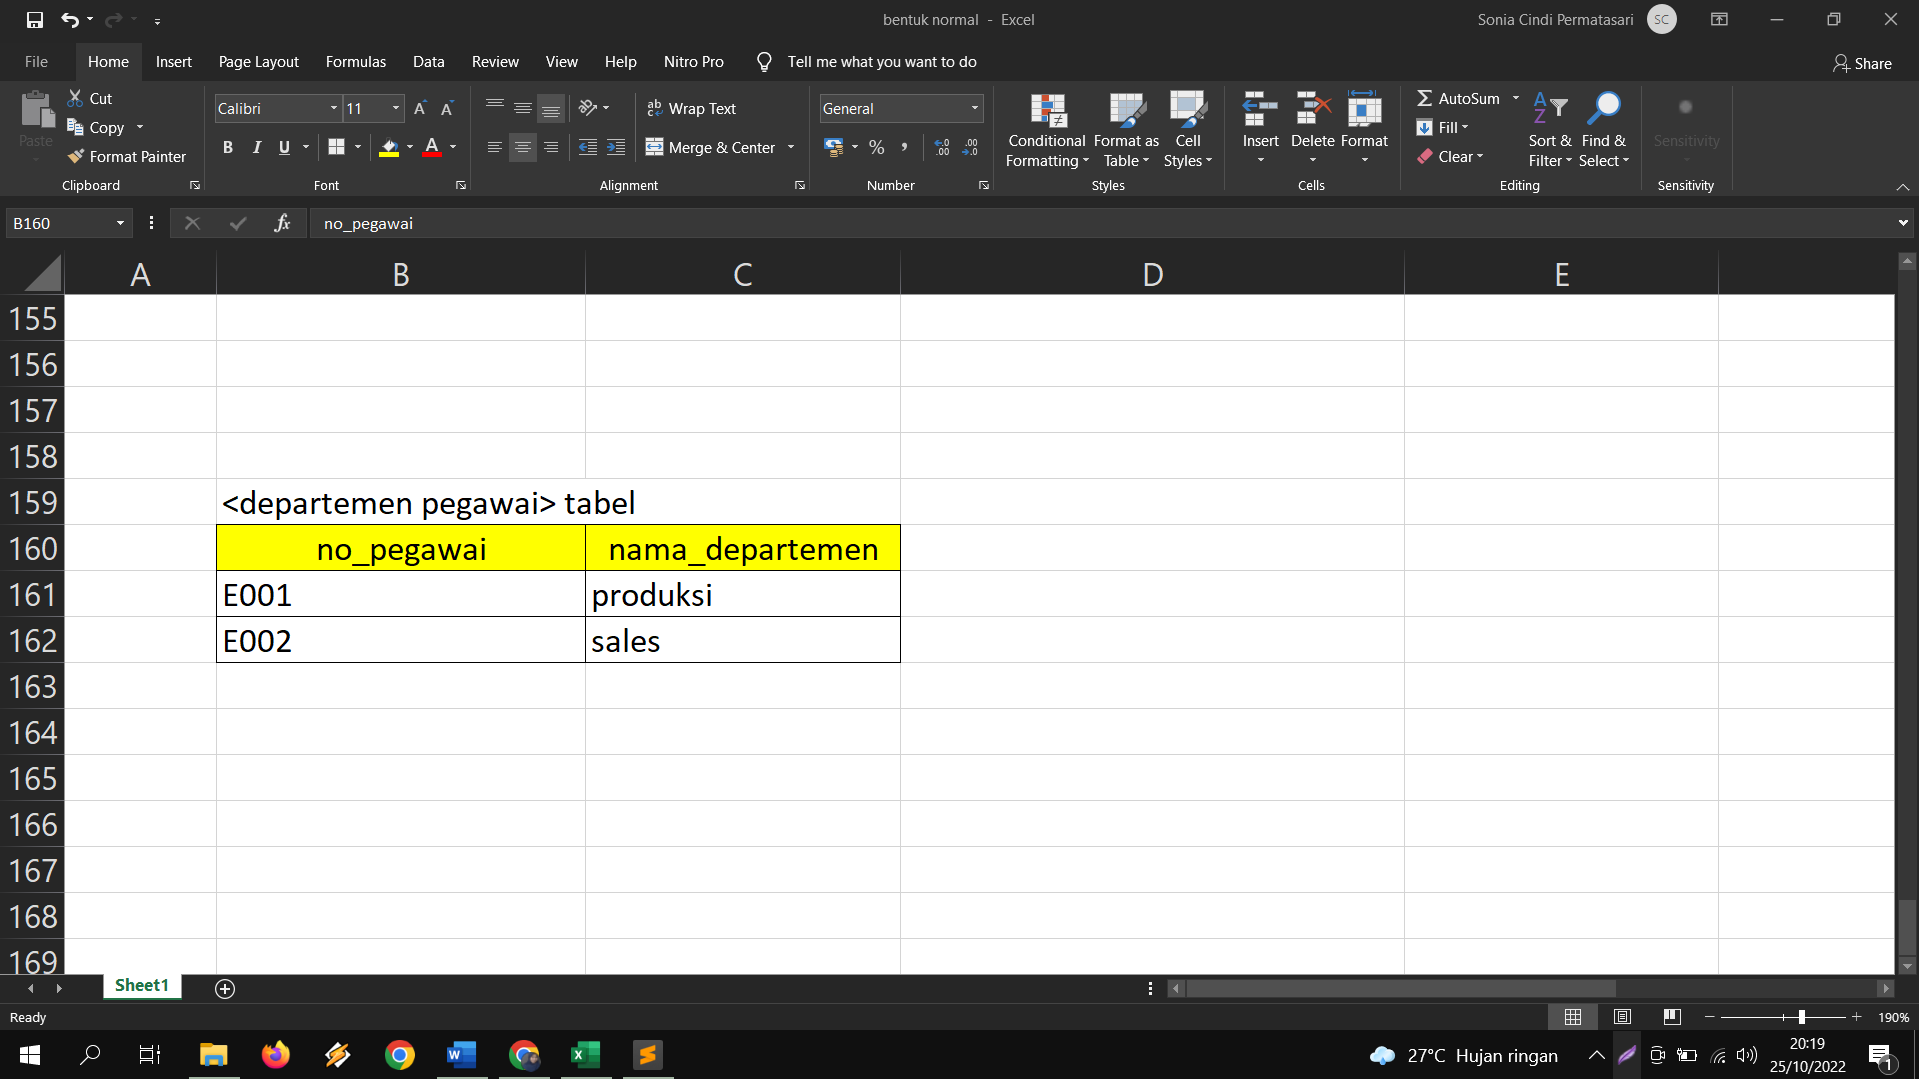 bentuk normal - Excel
Sonia Cindi Permatasari
SC
File
Home
Insert
Page Layout
Formulas
Data
Review
View
Help
Nitro Pro
Tell me what you want to do
Share
Paste
Cut
Copy
Format Painter
Clipboard
Calibri
11
A
A
B
I
U
A
Font
ab
Wrap Text
Merge & Center
Alignment
General
%
Number
Conditional Formatting
Format as Table
Cell Styles
Styles
Insert
Delete
Format
Cells
AutoSum
Fill
Clear
Sort & Filter
Find & Select
Editing
Sensitivity
Sensitivity
B160
fx
no_pegawai
A
B
C
D
E
155
156
157
158
159
<departemen pegawai> tabel
160
no_pegawai
nama_departemen
161
E001
produksi
162
E002
sales
163
164
165
166
167
168
169
Sheet1
Ready
190%
27°C Hujan ringan
20:19
25/10/2022
1